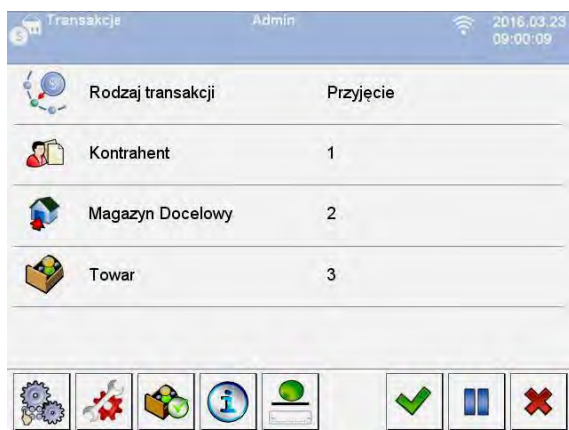 Transakcje Admin 2016.03.23
09:00:09
Rodzaj transakcji Przyjęcie
Kontrahent 1
Magazyn Docelowy 2
Towar 3